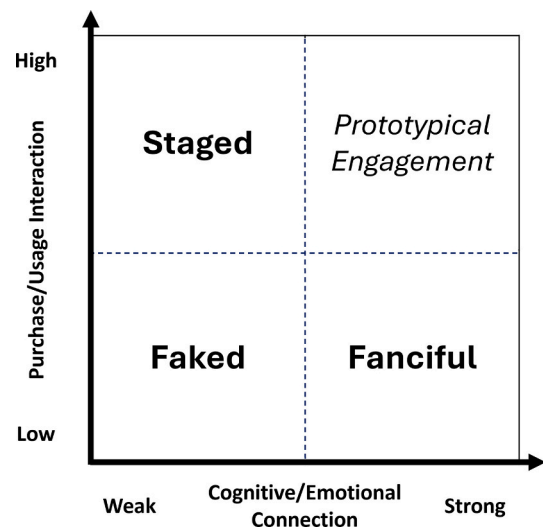 High
Purchase/Usage Interaction
Low
Staged
Prototypical
Engagement
Faked
Fanciful
Weak
Cognitive/Emotional
Connection
Strong